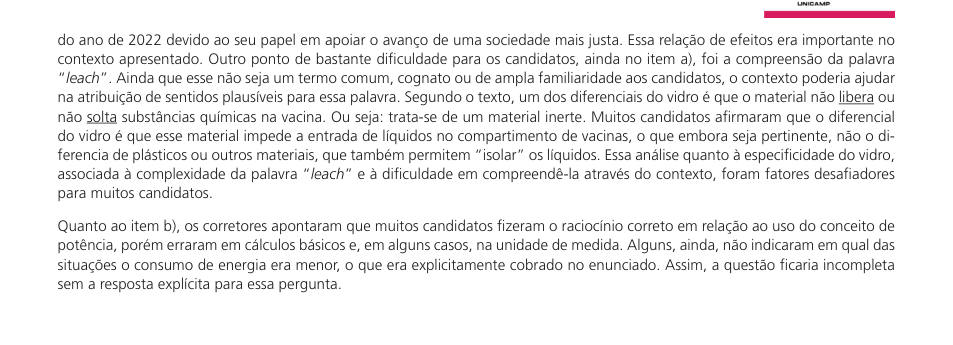 UNICAMP
do ano de 2022 devido ao seu papel em apoiar o avanço de uma sociedade mais justa. Essa relação de efeitos era importante no
contexto apresentado. Outro ponto de bastante dificuldade para os candidatos, ainda no item a), foi a compreensão da palavra
“leach”. Ainda que esse não seja um termo comum, cognato ou de ampla familiaridade aos candidatos, o contexto poderia ajudar
na atribuição de sentidos plausíveis para essa palavra. Segundo o texto, um dos diferenciais do vidro é que o material não libera ou
não solta substâncias químicas na vacina. Ou seja: trata-se de um material inerte. Muitos candidatos afirmaram que o diferencial
do vidro é que esse material impede a entrada de líquidos no compartimento de vacinas, o que embora seja pertinente, não o di-
ferencia de plásticos ou outros materiais, que também permitem “isolar” os líquidos. Essa análise quanto à especificidade do vidro,
associada à complexidade da palavra “leach” e à dificuldade em compreendê-la através do contexto, foram fatores desafiadores
para muitos candidatos.
Quanto ao item b), os corretores apontaram que muitos candidatos fizeram o raciocínio correto em relação ao uso do conceito de
potência, porém erraram em cálculos básicos e, em alguns casos, na unidade de medida. Alguns, ainda, não indicaram em qual das
situações o consumo de energia era menor, o que era explicitamente cobrado no enunciado. Assim, a questão ficaria incompleta
sem a resposta explícita para essa pergunta.